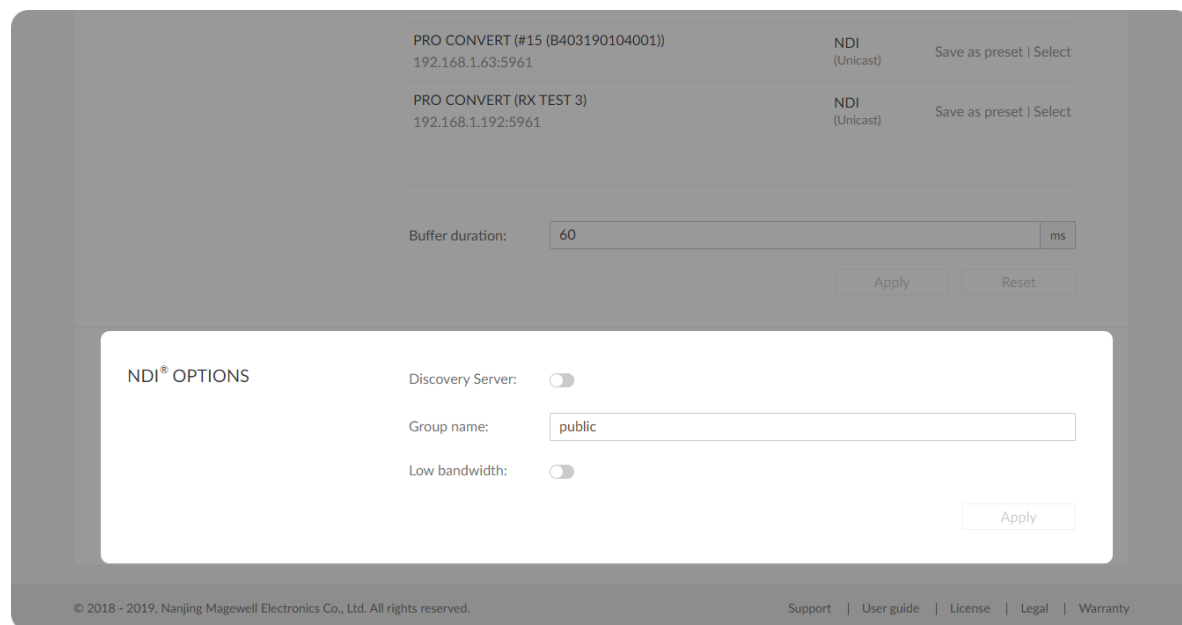 PRO CONVERT (#15 (B403190104001))
192.168.1.63:5961
NDI
(Unicast)
Save as preset | Select
PRO CONVERT (RX TEST 3)
192.168.1.192:5961
NDI
(Unicast)
Save as preset | Select
Buffer duration: 60 ms
Apply Reset
NDI® OPTIONS
Discovery Server:
Group name: public
Low bandwidth:
Apply
© 2018 - 2019, Nanjing Magewell Electronics Co., Ltd. All rights reserved.
Support | User guide | License | Legal | Warranty